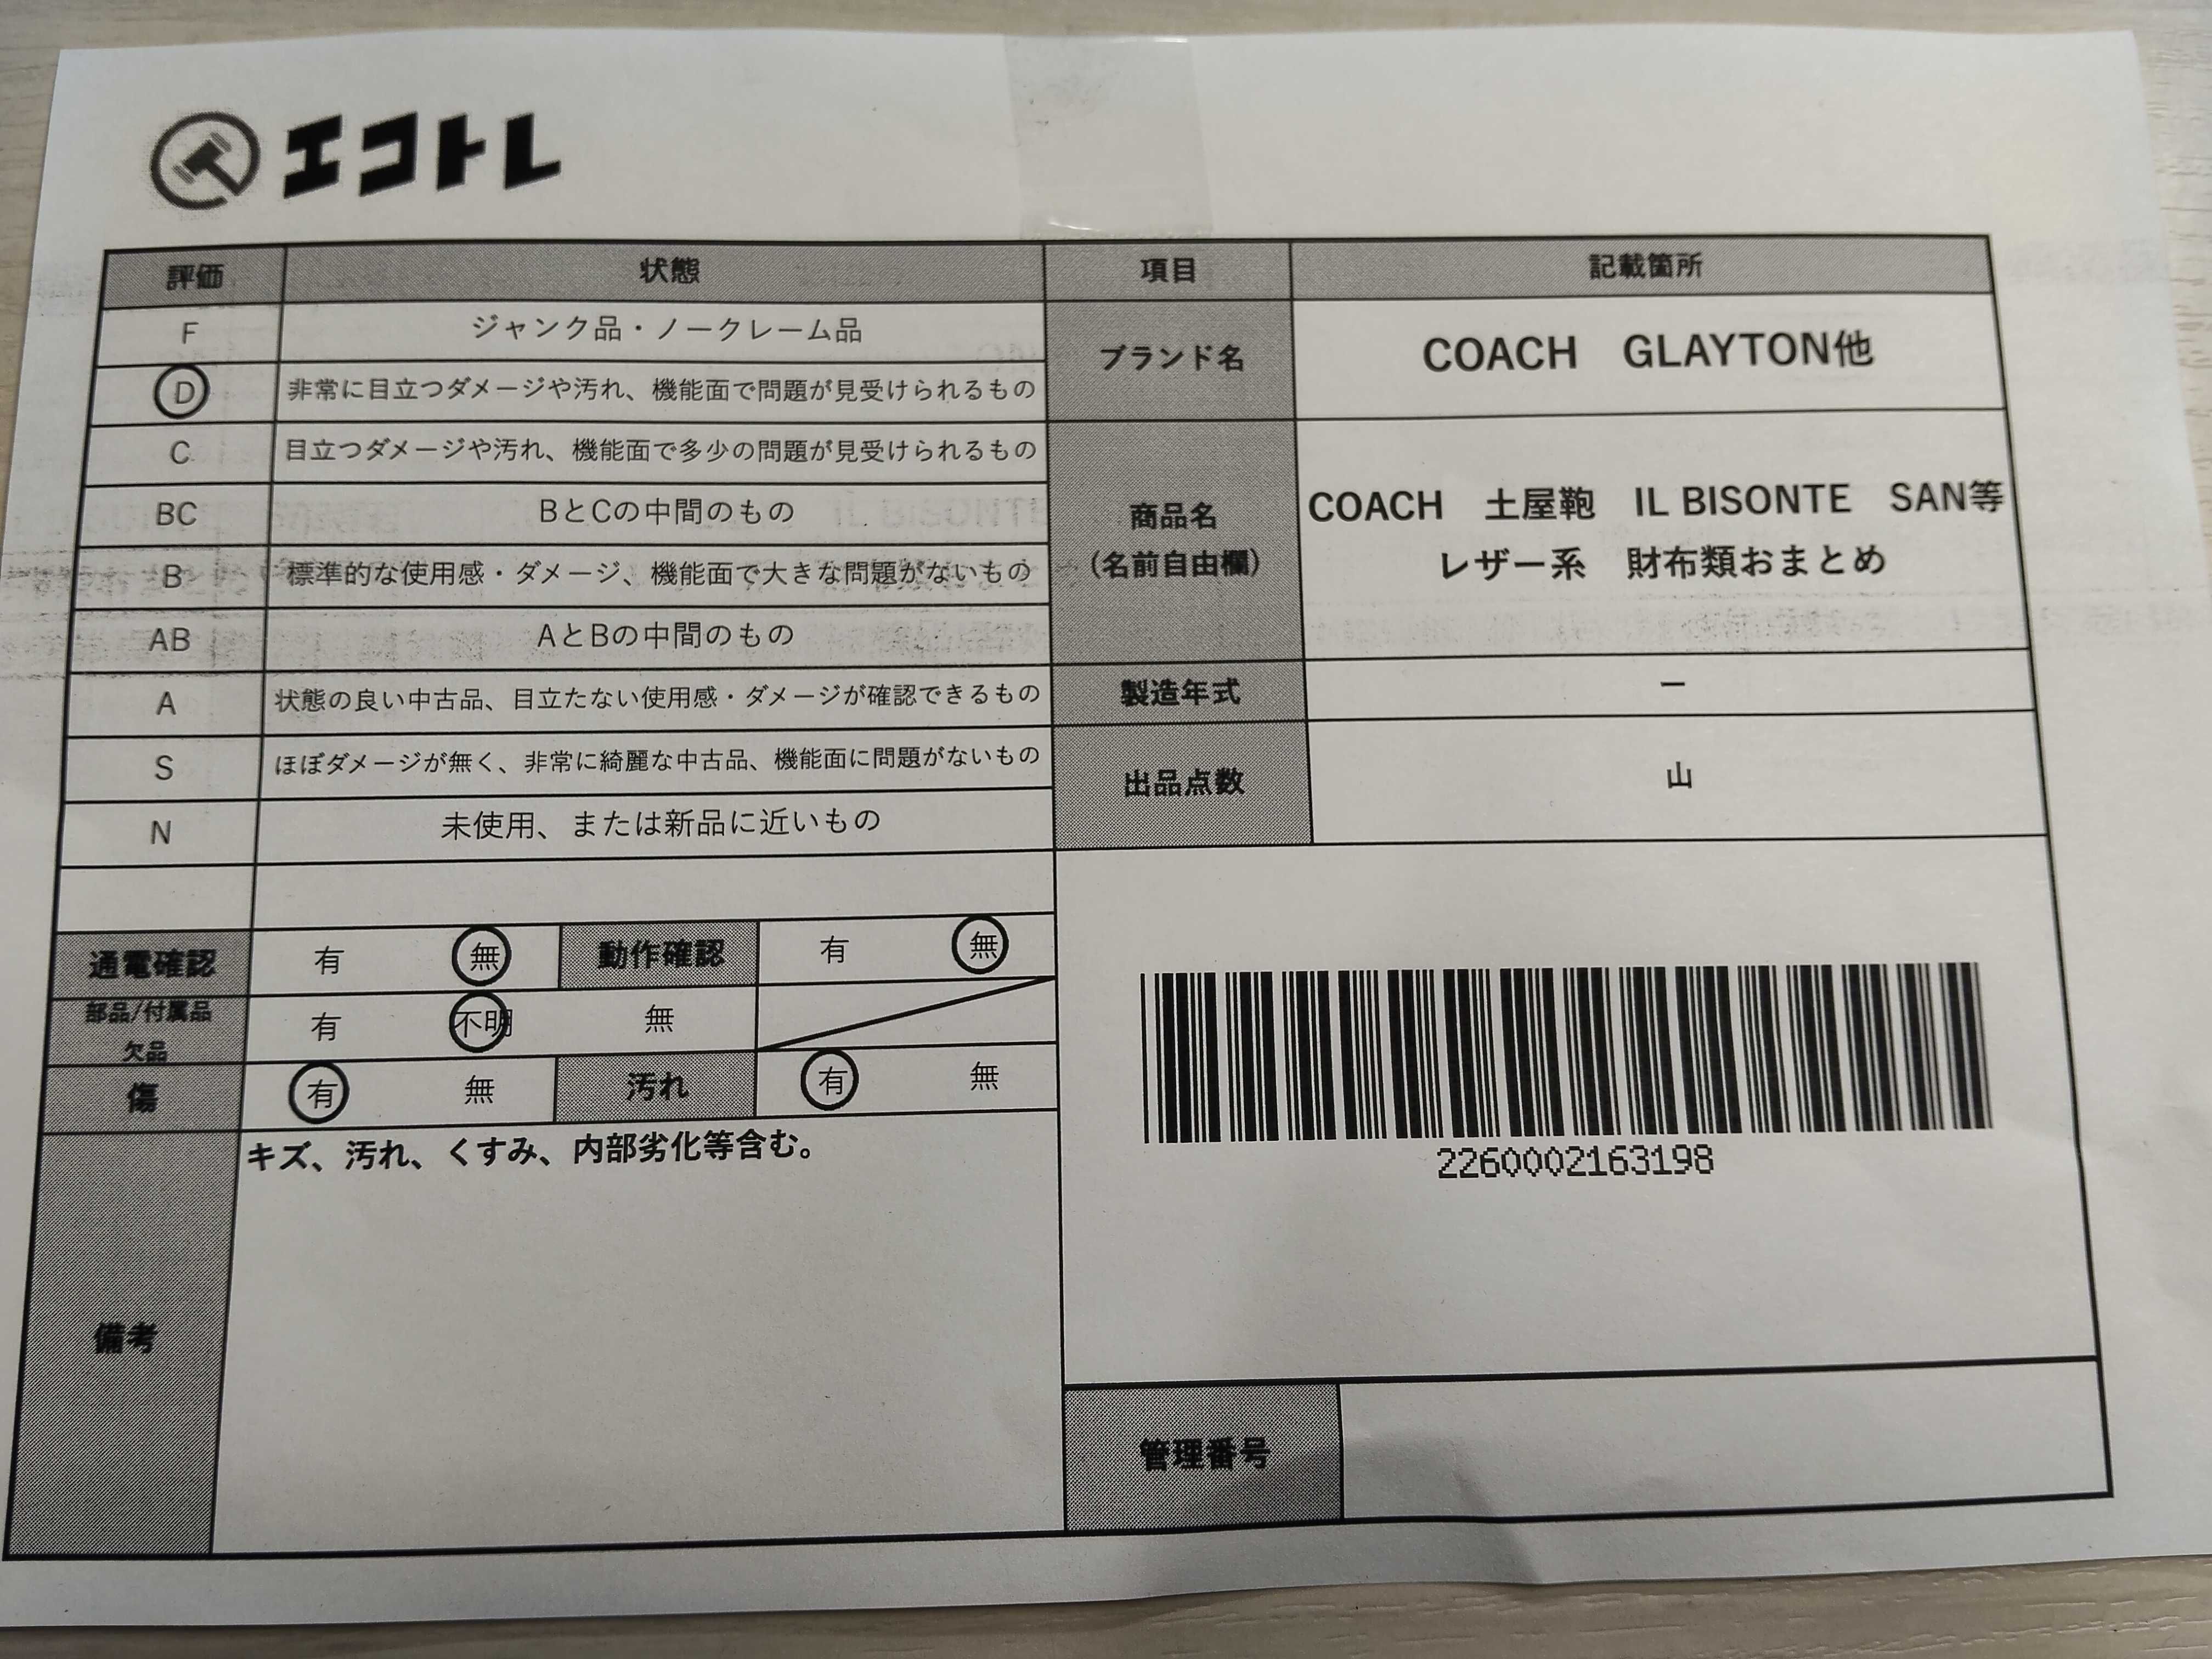 エコトレ
評価 状態 項目 記載箇所
F ジャンク品・ノークレーム品
D 非常に目立つダメージや汚れ、機能面で問題が見受けられるもの
ブランド名 COACH GLAYTON他
C 目立つダメージや汚れ、機能面で多少の問題が見受けられるもの
BC BとCの中間のもの
B 標準的な使用感・ダメージ、機能面で大きな問題がないもの
商品名
(名前自由欄)
COACH 土屋鞄 IL BISONTE SAN等
レザー系 財布類おまとめ
AB AとBの中間のもの
A 状態の良い中古品、目立たない使用感・ダメージが確認できるもの
製造年式 ー
S ほぼダメージが無く、非常に綺麗な中古品、機能面に問題がないもの
出品点数 山
N 未使用、または新品に近いもの
通電確認 有 無 動作確認 有 無
部品/付属品
欠品
有 不明 無
傷 有 無 汚れ 有 無
備考
キズ、汚れ、くすみ、内部劣化等含む。
2260002163198
管理番号